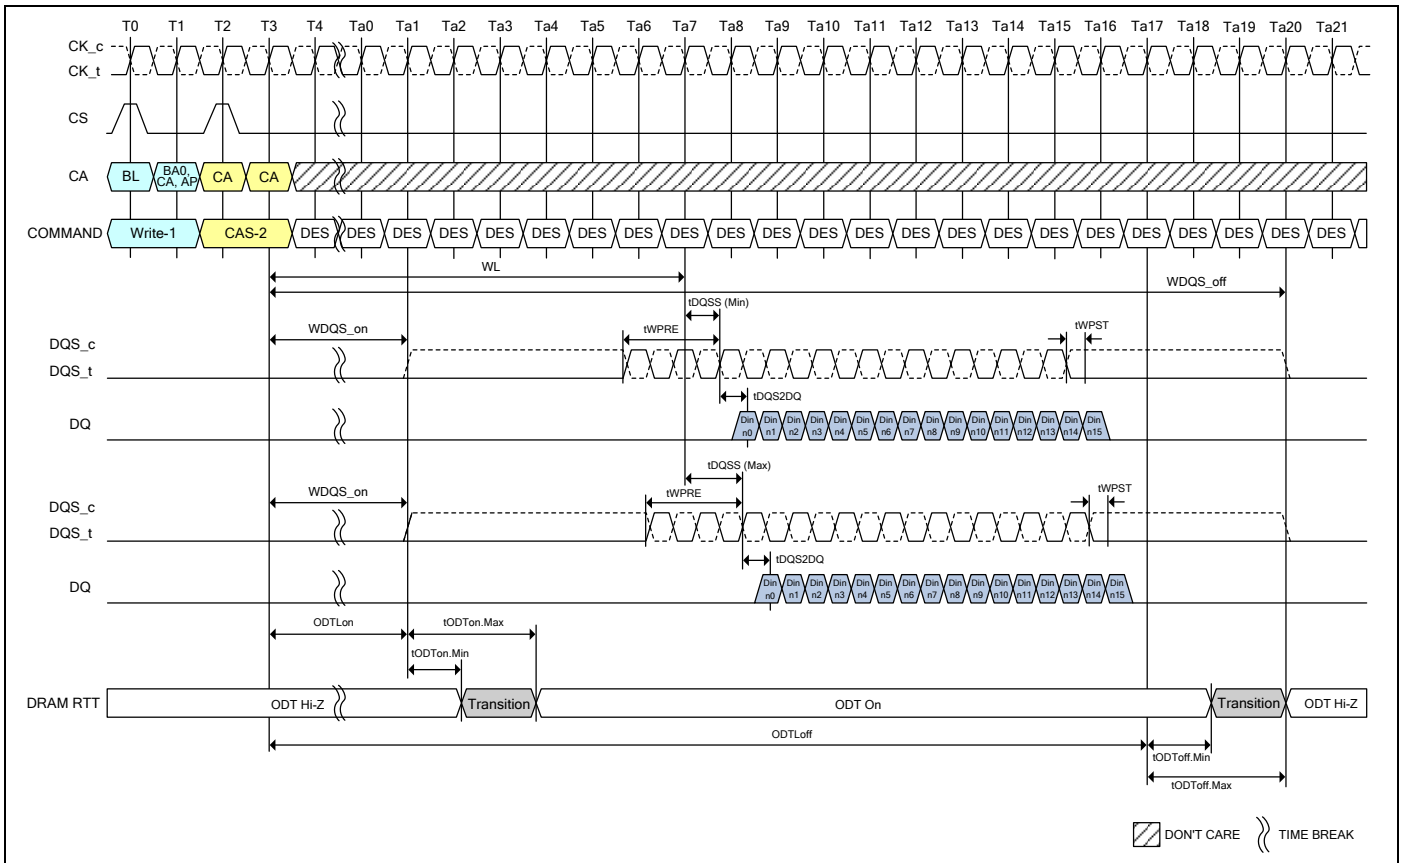 T0 T1 T2 T3 T4 Ta0 Ta1 Ta2 Ta3 Ta4 Ta5 Ta6 Ta7 Ta8 Ta9 Ta10 Ta11 Ta12 Ta13 Ta14 Ta15 Ta16 Ta17 Ta18 Ta19 Ta20 Ta21
CK_c
CK_t
CS
CA BL BA0, CA, AP CA CA
COMMAND Write-1 CAS-2 DES DES DES DES DES DES DES DES DES DES DES DES DES DES DES DES DES DES DES DES DES DES DES
WL
WDQS_off
tDQSS (Min)
WDQS_on tWPRE tWPST
DQS_c
DQS_t
tDQS2DQ
DQ Din n0 Din n1 Din n2 Din n3 Din n4 Din n5 Din n6 Din n7 Din n8 Din n9 Din n10 Din n11 Din n12 Din n13 Din n14 Din n15
tDQSS (Max)
WDQS_on tWPRE tWPST
DQS_c
DQS_t
tDQS2DQ
DQ Din n0 Din n1 Din n2 Din n3 Din n4 Din n5 Din n6 Din n7 Din n8 Din n9 Din n10 Din n11 Din n12 Din n13 Din n14 Din n15
ODTLon tODTon.Max
tODTon.Min
DRAM RTT ODT Hi-Z Transition ODT On Transition ODT Hi-Z
ODTLoff
tODToff.Min
tODToff.Max
DON'T CARE TIME BREAK